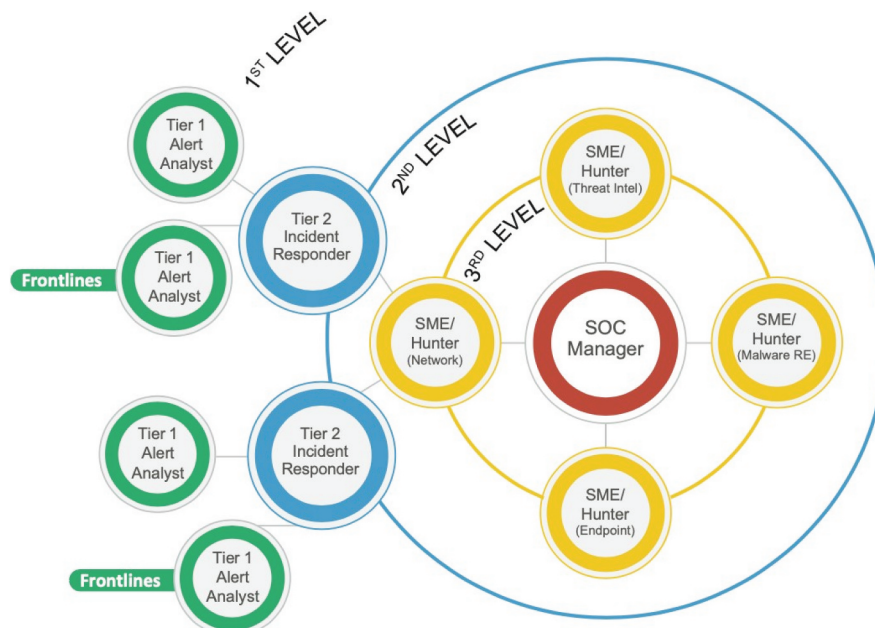 1ST LEVEL
Tier 1
Alert
Analyst
2ND LEVEL
SME/
Hunter
(Threat Intel)
Tier 2
Incident
Responder
3RD LEVEL
Frontlines
Tier 1
Alert
Analyst
SME/
Hunter
(Network)
SOC
Manager
SME/
Hunter
(Malware RE)
Tier 1
Alert
Analyst
Tier 2
Incident
Responder
SME/
Hunter
(Endpoint)
Frontlines
Tier 1
Alert
Analyst